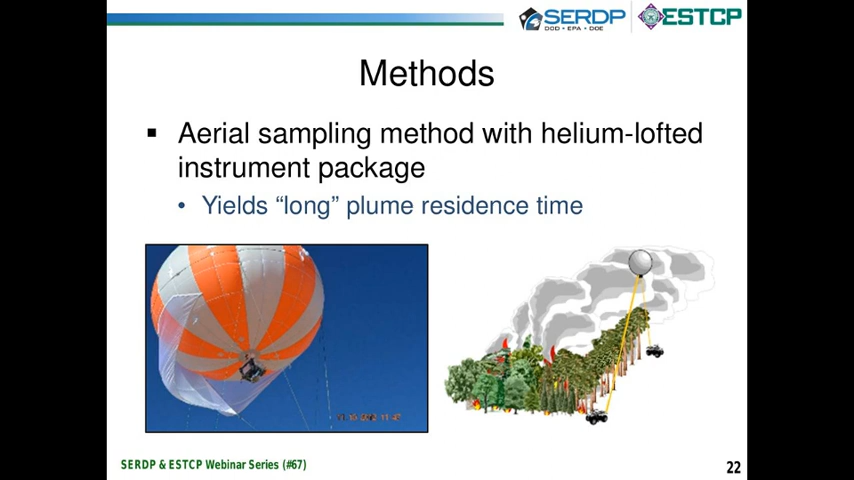 SERDP
DOD • EPA • DOE
ESTCP
Methods
▪ Aerial sampling method with helium-lofted
instrument package
• Yields “long” plume residence time
SERDP & ESTCP Webinar Series (#67)
22